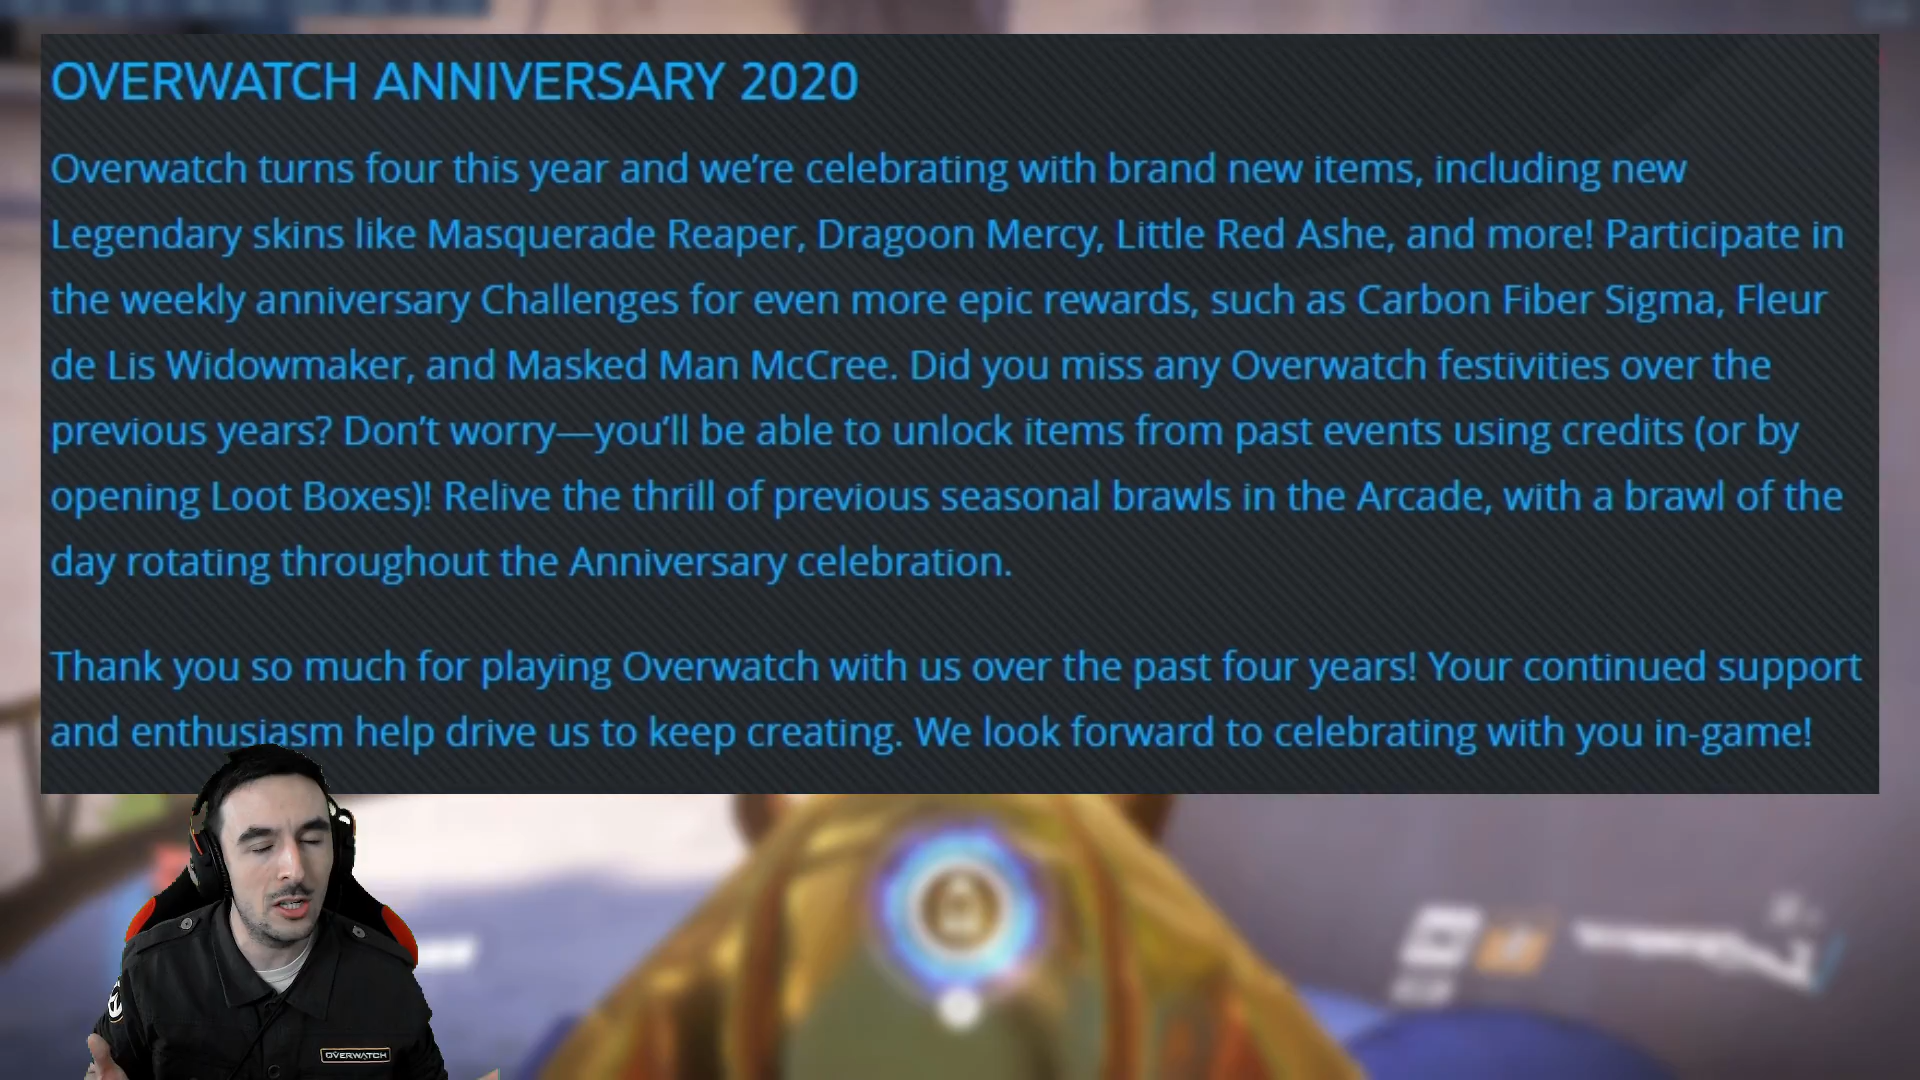 OVERWATCH ANNIVERSARY 2020
Overwatch turns four this year and we're celebrating with brand new items, including new
Legendary skins like Masquerade Reaper, Dragoon Mercy, Little Red Ashe, and more! Participate in
the weekly anniversary Challenges for even more epic rewards, such as Carbon Fiber Sigma, Fleur
de Lis Widowmaker, and Masked Man McCree. Did you miss any Overwatch festivities over the
previous years? Don't worry—you'll be able to unlock items from past events using credits (or by
opening Loot Boxes)! Relive the thrill of previous seasonal brawls in the Arcade, with a brawl of the
day rotating throughout the Anniversary celebration.
Thank you so much for playing Overwatch with us over the past four years! Your continued support
and enthusiasm help drive us to keep creating. We look forward to celebrating with you in-game!
OVERWATCH